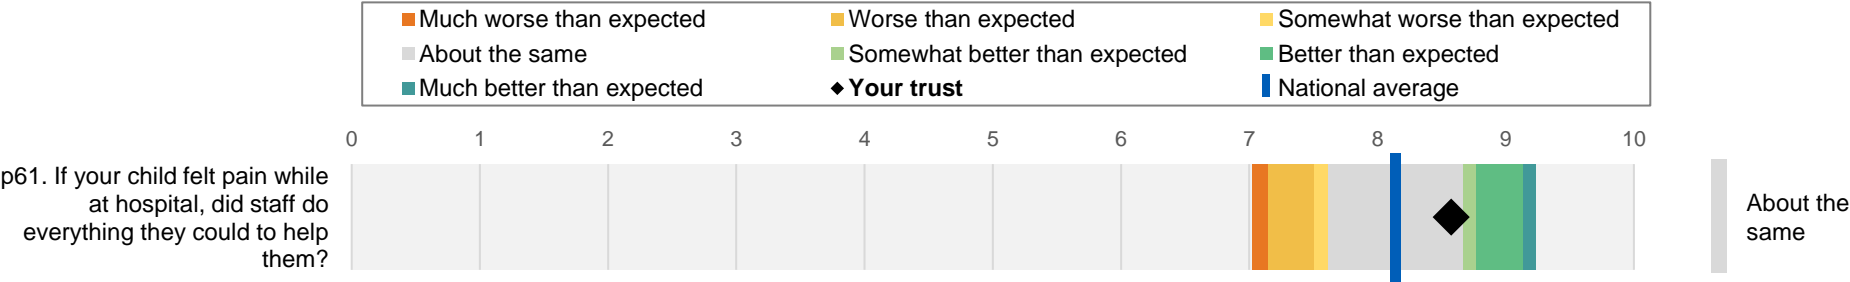 Much worse than expected
Worse than expected
Somewhat worse than expected
About the same
Somewhat better than expected
Better than expected
Much better than expected
Your trust
National average
0 1 2 3 4 5 6 7 8 9 10
p61. If your child felt pain while
at hospital, did staff do
everything they could to help
them?
About the
same